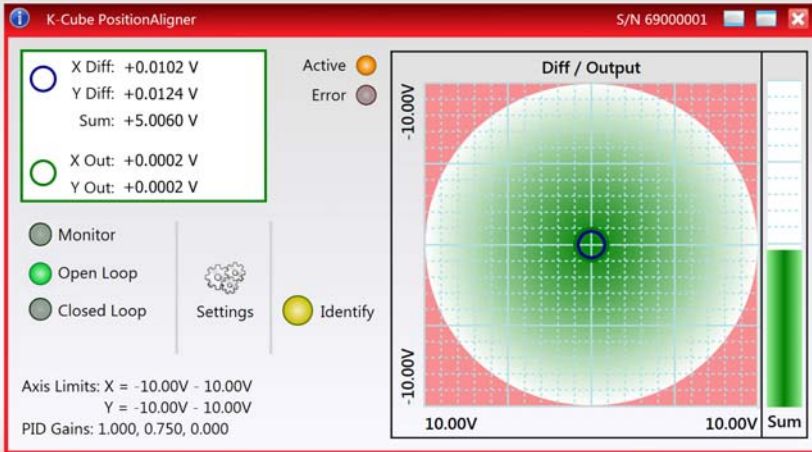 K-Cube PositionAligner
S/N 69000001
X Diff: +0.0102 V
Y Diff: +0.0124 V
Sum: +5.0060 V
X Out: +0.0002 V
Y Out: +0.0002 V
Active
Error
Monitor
Open Loop
Closed Loop
Settings
Identify
Axis Limits: X = -10.00V - 10.00V
Y = -10.00V - 10.00V
PID Gains: 1.000, 0.750, 0.000
Diff / Output
-10.00V
-10.00V
10.00V
10.00V
Sum